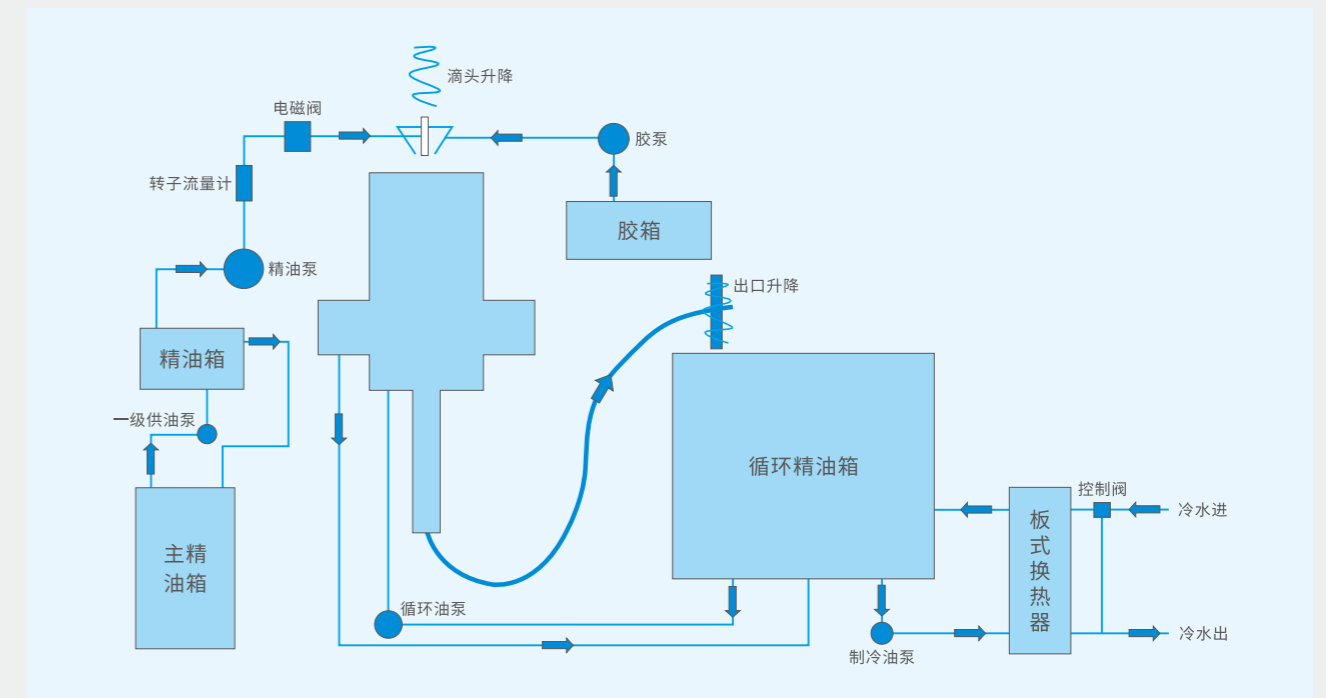 滴头升降
电磁阀
胶泵
转子流量计
胶箱
精油泵
出口升降
精油箱
一级供油泵
循环精油箱
控制阀
冷水进
板式换热器
主精
油箱
循环油泵
冷水出
制冷油泵